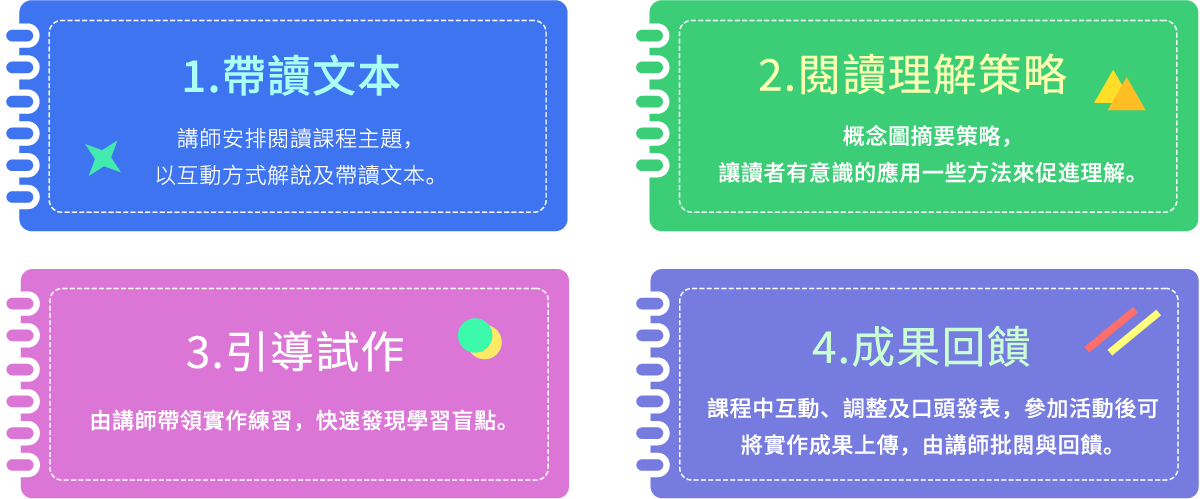 1.帶讀文本
講師安排閱讀課程主題，
以互動方式解說及帶讀文本。
2.閱讀理解策略
概念圖摘要策略，
讓讀者有意識的應用一些方法來促進理解。
3.引導試作
由講師帶領實作練習，快速發現學習盲點。
4.成果回饋
課程中互動、調整及口頭發表，參加活動後可
將實作成果上傳，由講師批閱與回饋。